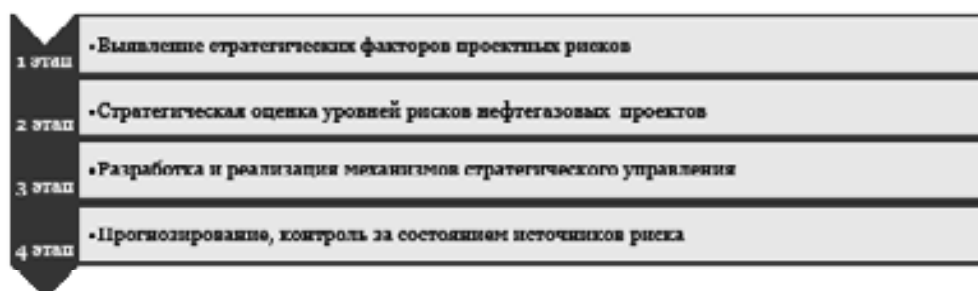 1 этап
•Выявление стратегических факторов проектных рисков
2 этап
•Стратегическая оценка уровней рисков нефтегазовых проектов
3 этап
•Разработка и реализация механизмов стратегического управления
4 этап
•Прогнозирование, контроль за состоянием источников риска